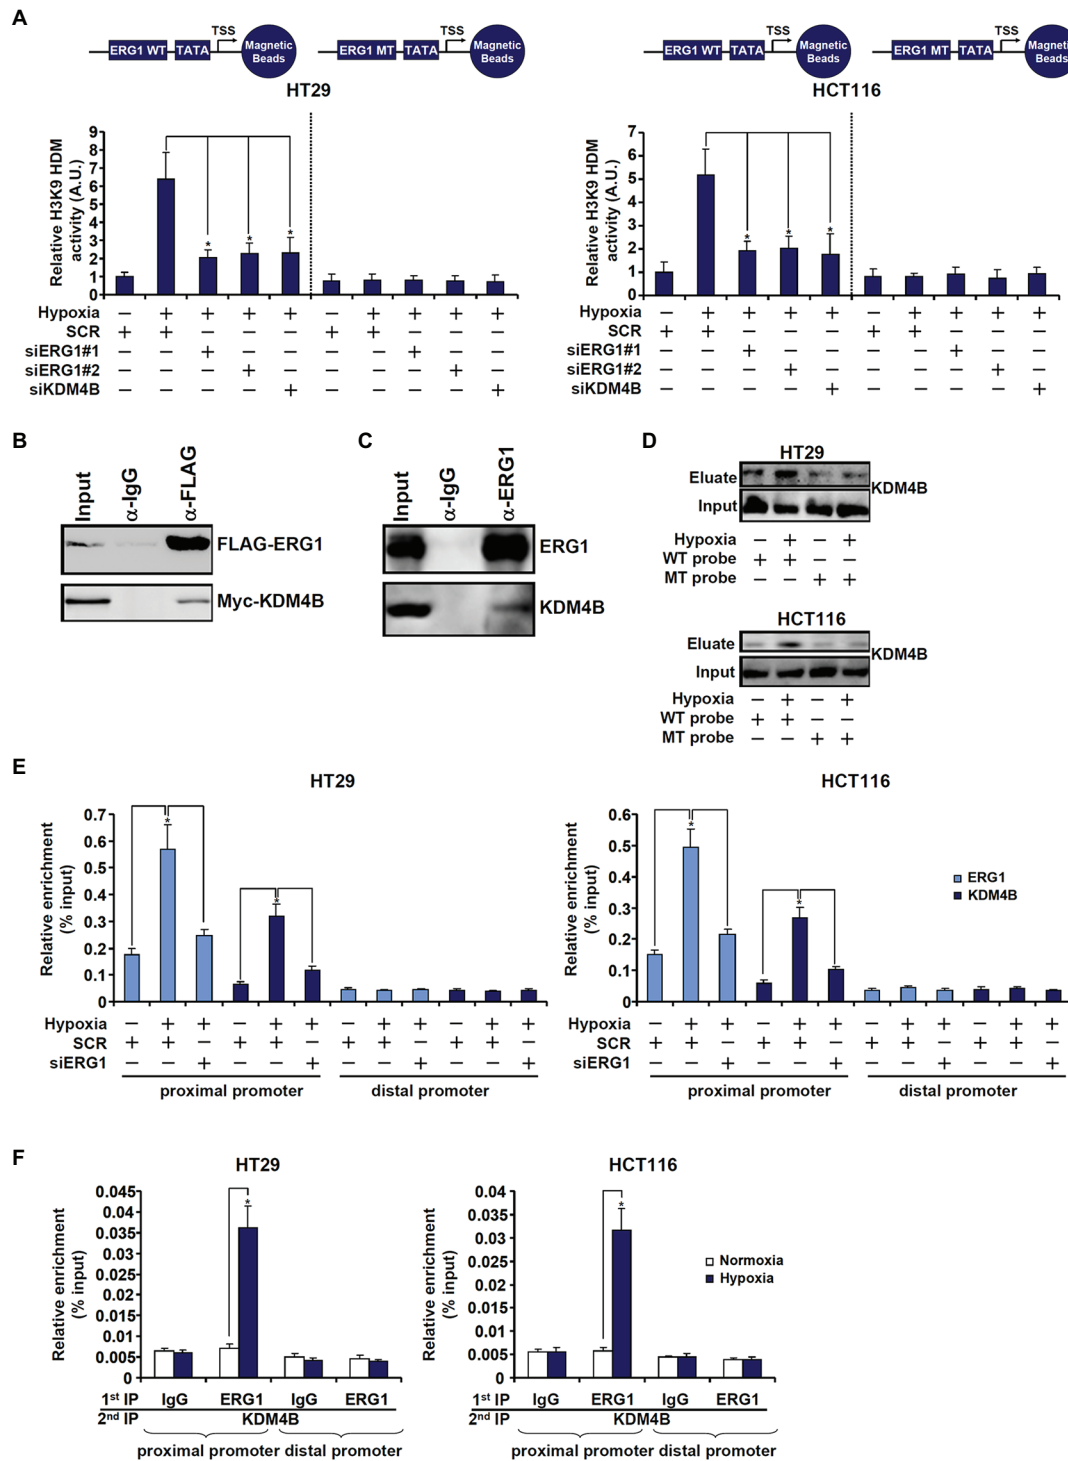 A
ERG1 WT TATA TSS Magnetic Beads ERG1 MT TATA TSS Magnetic Beads
HT29
Relative H3K9 HDM activity (A.U.)
9
8
7
6
5
4
3
2
1
0
* * *
Hypoxia − + + + + − + + + +
SCR + + − − − + + − − −
siERG1#1 − − + − − − − + − −
siERG1#2 − − − + − − − − + −
siKDM4B − − − − + − − − − +
ERG1 WT TATA TSS Magnetic Beads ERG1 MT TATA TSS Magnetic Beads
HCT116
Relative H3K9 HDM activity (A.U.)
7
6
5
4
3
2
1
0
* * *
Hypoxia − + + + + − + + + +
SCR + + − − − + + − − −
siERG1#1 − − + − − − − + − −
siERG1#2 − − − + − − − − + −
siKDM4B − − − − + − − − − +
B
Input α-IgG α-FLAG
FLAG-ERG1
Myc-KDM4B
C
Input α-IgG α-ERG1
ERG1
KDM4B
D
HT29
Eluate
KDM4B
Input
Hypoxia − + − +
WT probe + + − −
MT probe − − + +
HCT116
Eluate
KDM4B
Input
Hypoxia − + − +
WT probe + + − −
MT probe − − + +
E
HT29
Relative enrichment (% input)
0.7
0.6
0.5
0.4
0.3
0.2
0.1
0
* *
Hypoxia − + + − + + − + + − + +
SCR + + − + + − + + − + + −
siERG1 − − + − − + − − + − − +
proximal promoter distal promoter
HCT116
Relative enrichment (% input)
0.6
0.5
0.4
0.3
0.2
0.1
0
* *
ERG1
KDM4B
Hypoxia − + + − + + − + + − + +
SCR + + − + + − + + − + + −
siERG1 − − + − − + − − + − − +
proximal promoter distal promoter
F
HT29
Relative enrichment (% input)
0.045
0.04
0.035
0.03
0.025
0.02
0.015
0.01
0.005
0
*
1st IP IgG ERG1 IgG ERG1
2nd IP KDM4B
proximal promoter distal promoter
HCT116
Relative enrichment (% input)
0.04
0.035
0.03
0.025
0.02
0.015
0.01
0.005
0
*
Normoxia
Hypoxia
1st IP IgG ERG1 IgG ERG1
2nd IP KDM4B
proximal promoter distal promoter